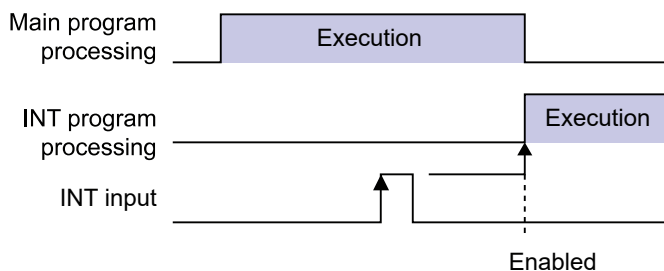 Main program
processing
Execution
INT program
processing
Execution
INT input
Enabled